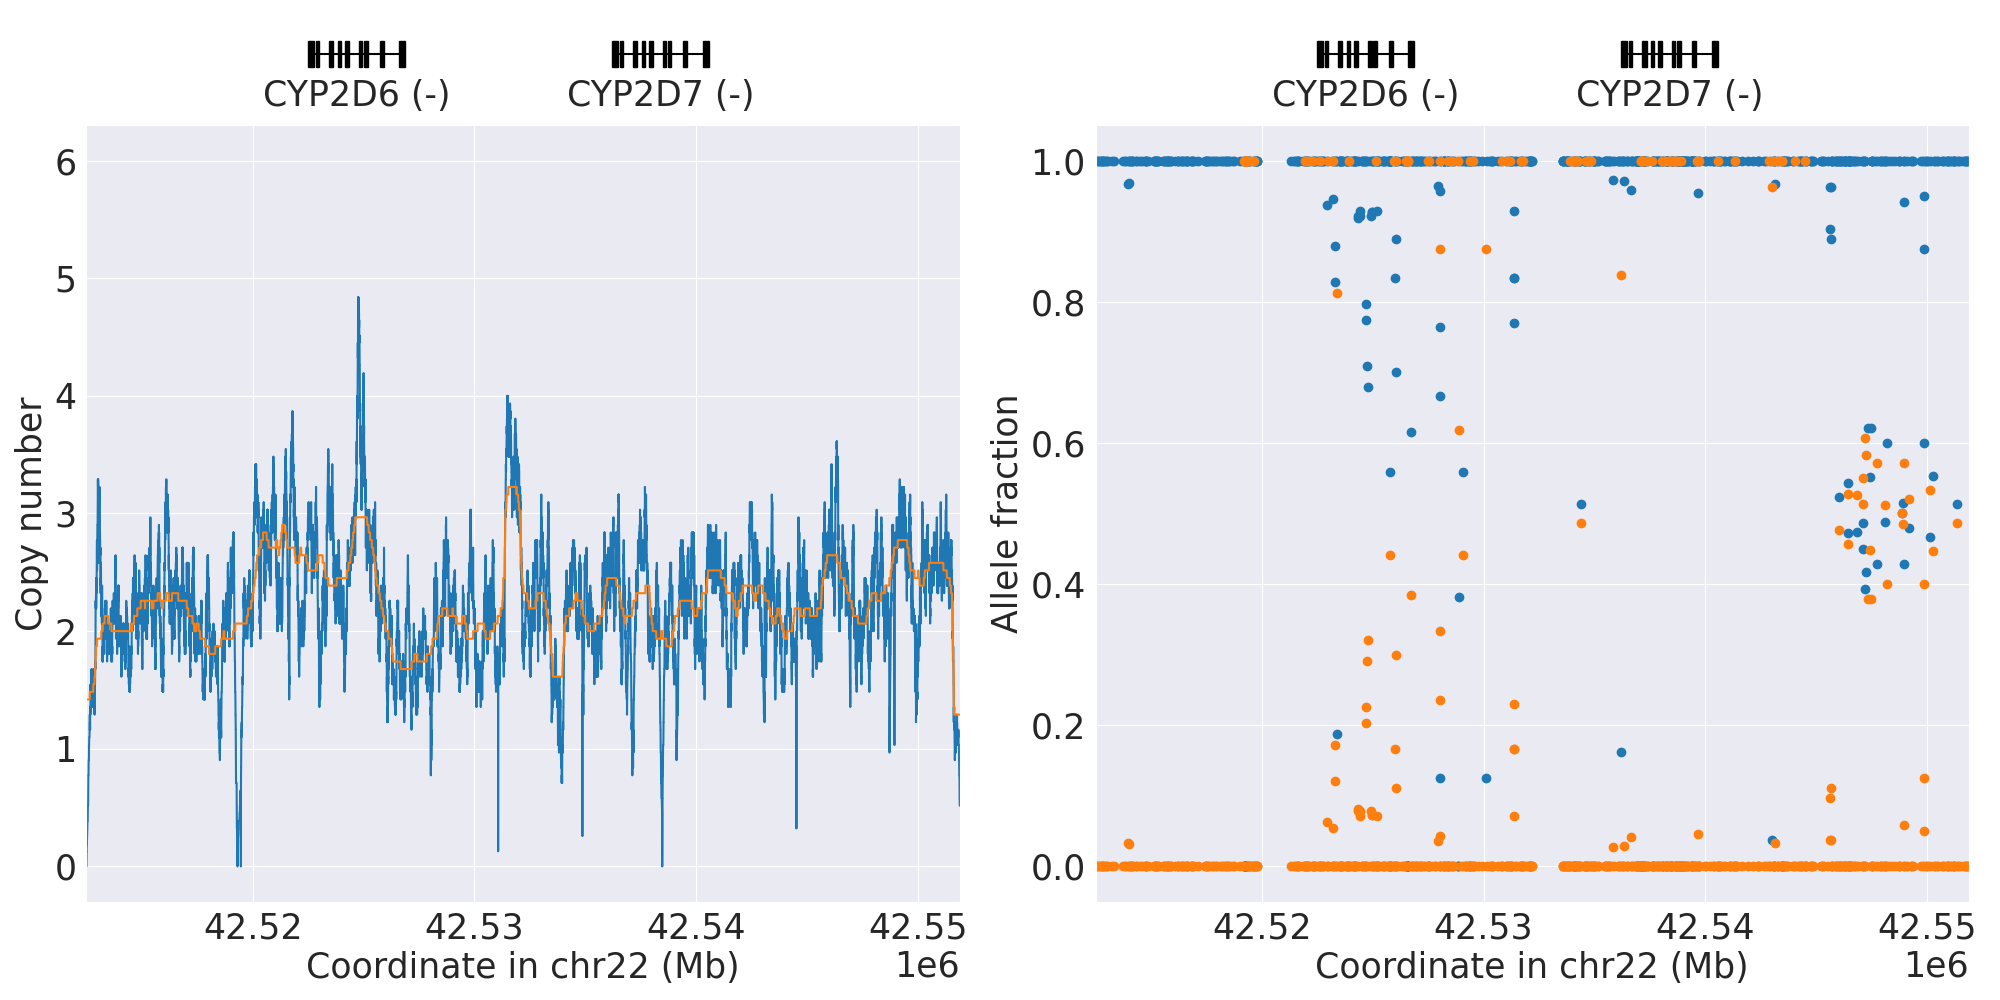 CYP2D6 (-) CYP2D7 (-)
6
5
4
3
2
1
0
Copy number
42.52 42.53 42.54 42.55
Coordinate in chr22 (Mb)
1e6
CYP2D6 (-) CYP2D7 (-)
1.0
0.8
0.6
0.4
0.2
0.0
Allele fraction
42.52 42.53 42.54 42.55
Coordinate in chr22 (Mb)
1e6